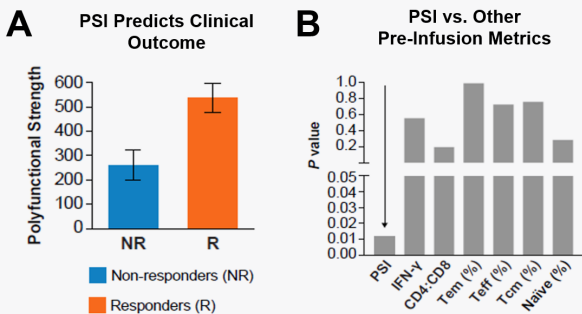 A
PSI Predicts Clinical
Outcome
Polyfunctional Strength
600
500
400
300
200
100
0
NR
R
Non-responders (NR)
Responders (R)
B
PSI vs. Other
Pre-Infusion Metrics
P value
1.0
0.8
0.6
0.4
0.2
0.05
0.04
0.03
0.02
0.01
0.00
PSI
IFN-γ
CD4:CD8
Tem (%)
Teff (%)
Tcm (%)
Naïve (%)